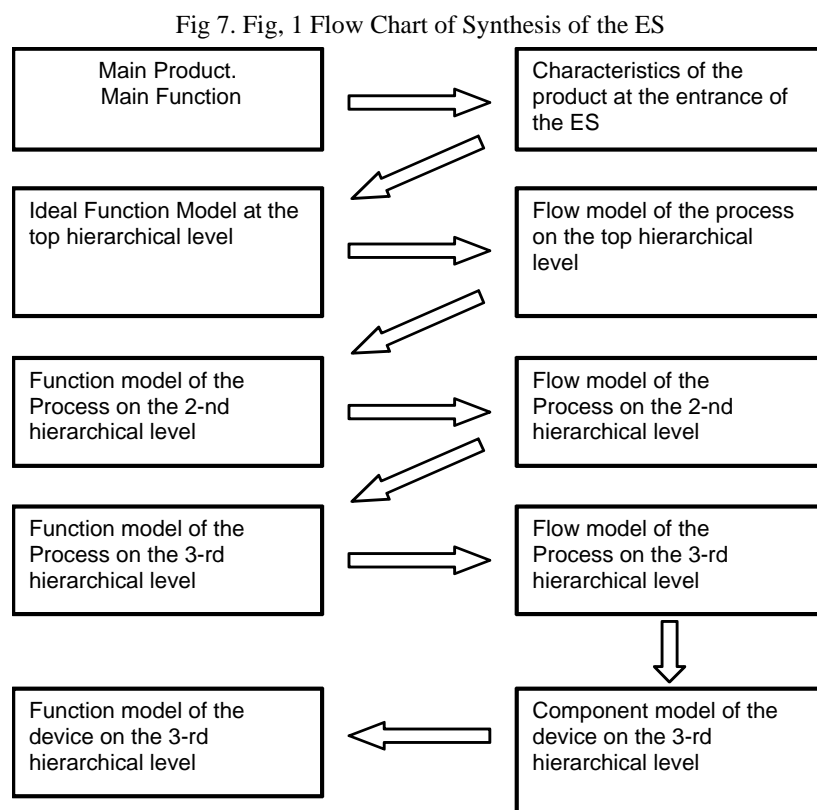 Fig 7. Fig, 1 Flow Chart of Synthesis of the ES
Main Product.
Main Function
Characteristics of the
product at the entrance of
the ES
Ideal Function Model at the
top hierarchical level
Flow model of the process
on the top hierarchical
level
Function model of the
Process on the 2-nd
hierarchical level
Flow model of the
Process on the 2-nd
hierarchical level
Function model of the
Process on the 3-rd
hierarchical level
Flow model of the
Process on the 3-rd
hierarchical level
Component model of the
device on the 3-rd
hierarchical level
Function model of the
device on the 3-rd
hierarchical level